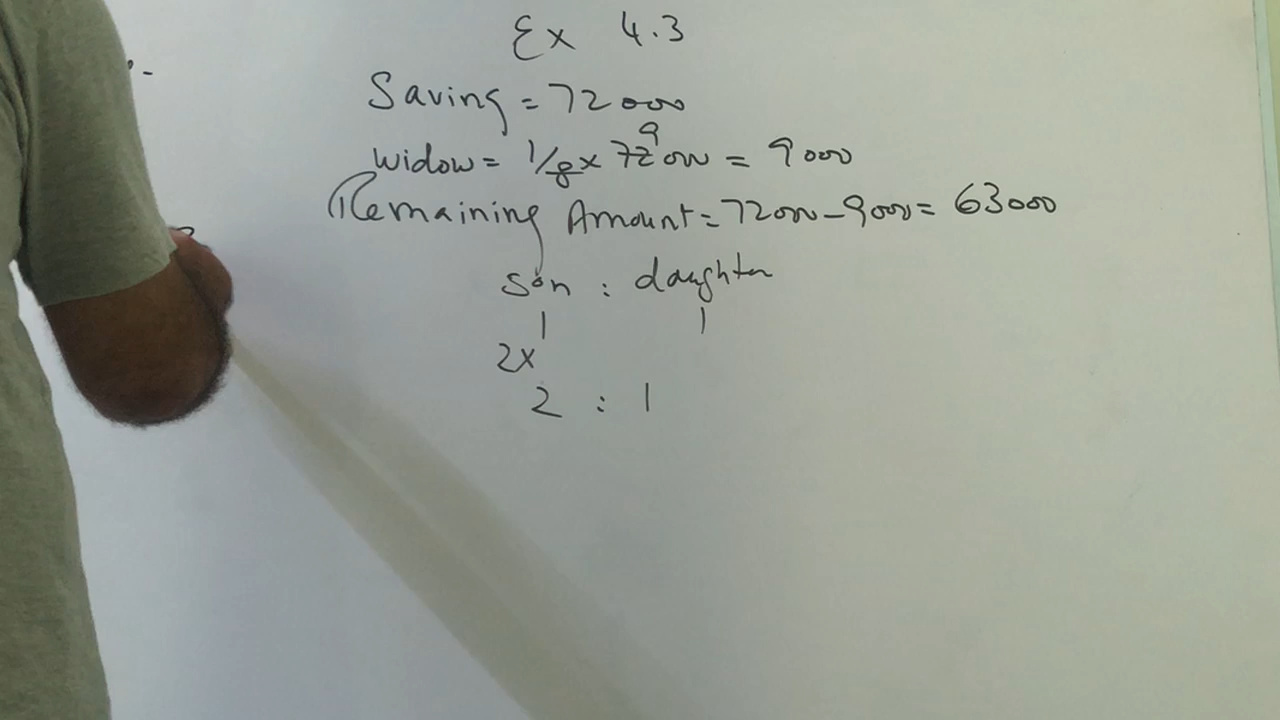 Ex 4.3
Saving = 72000
widow = 1/8 x 72000 = 9000
9
Remaining Amount = 72000 - 9000 = 63000
son : daughter
1 1
2x
2 : 1